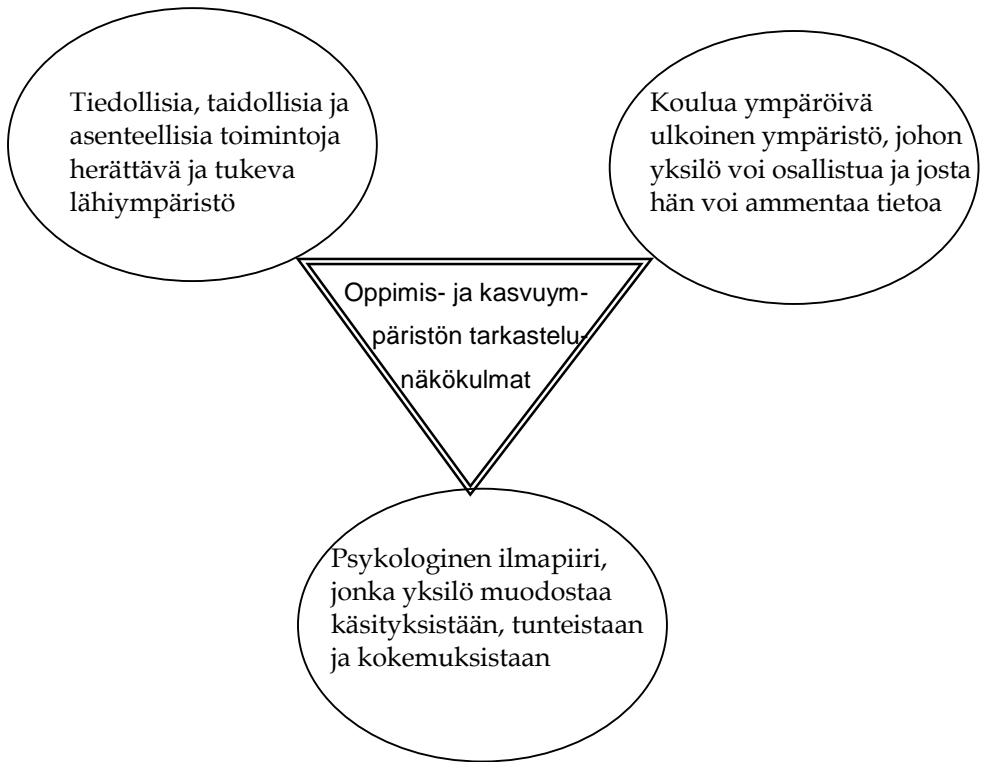 Tiedollisia, taidollisia ja
asenteellisia toimintoja
herättävä ja tukeva
lähiympäristö
Koulua ympäröivä
ulkoinen ympäristö, johon
yksilö voi osallistua ja josta
hän voi ammentaa tietoa
Oppimis- ja kasvuym-
päristön tarkastelu-
näkökulmat
Psykologinen ilmapiiri,
jonka yksilö muodostaa
käsityksistään, tunteistaan
ja kokemuksistaan